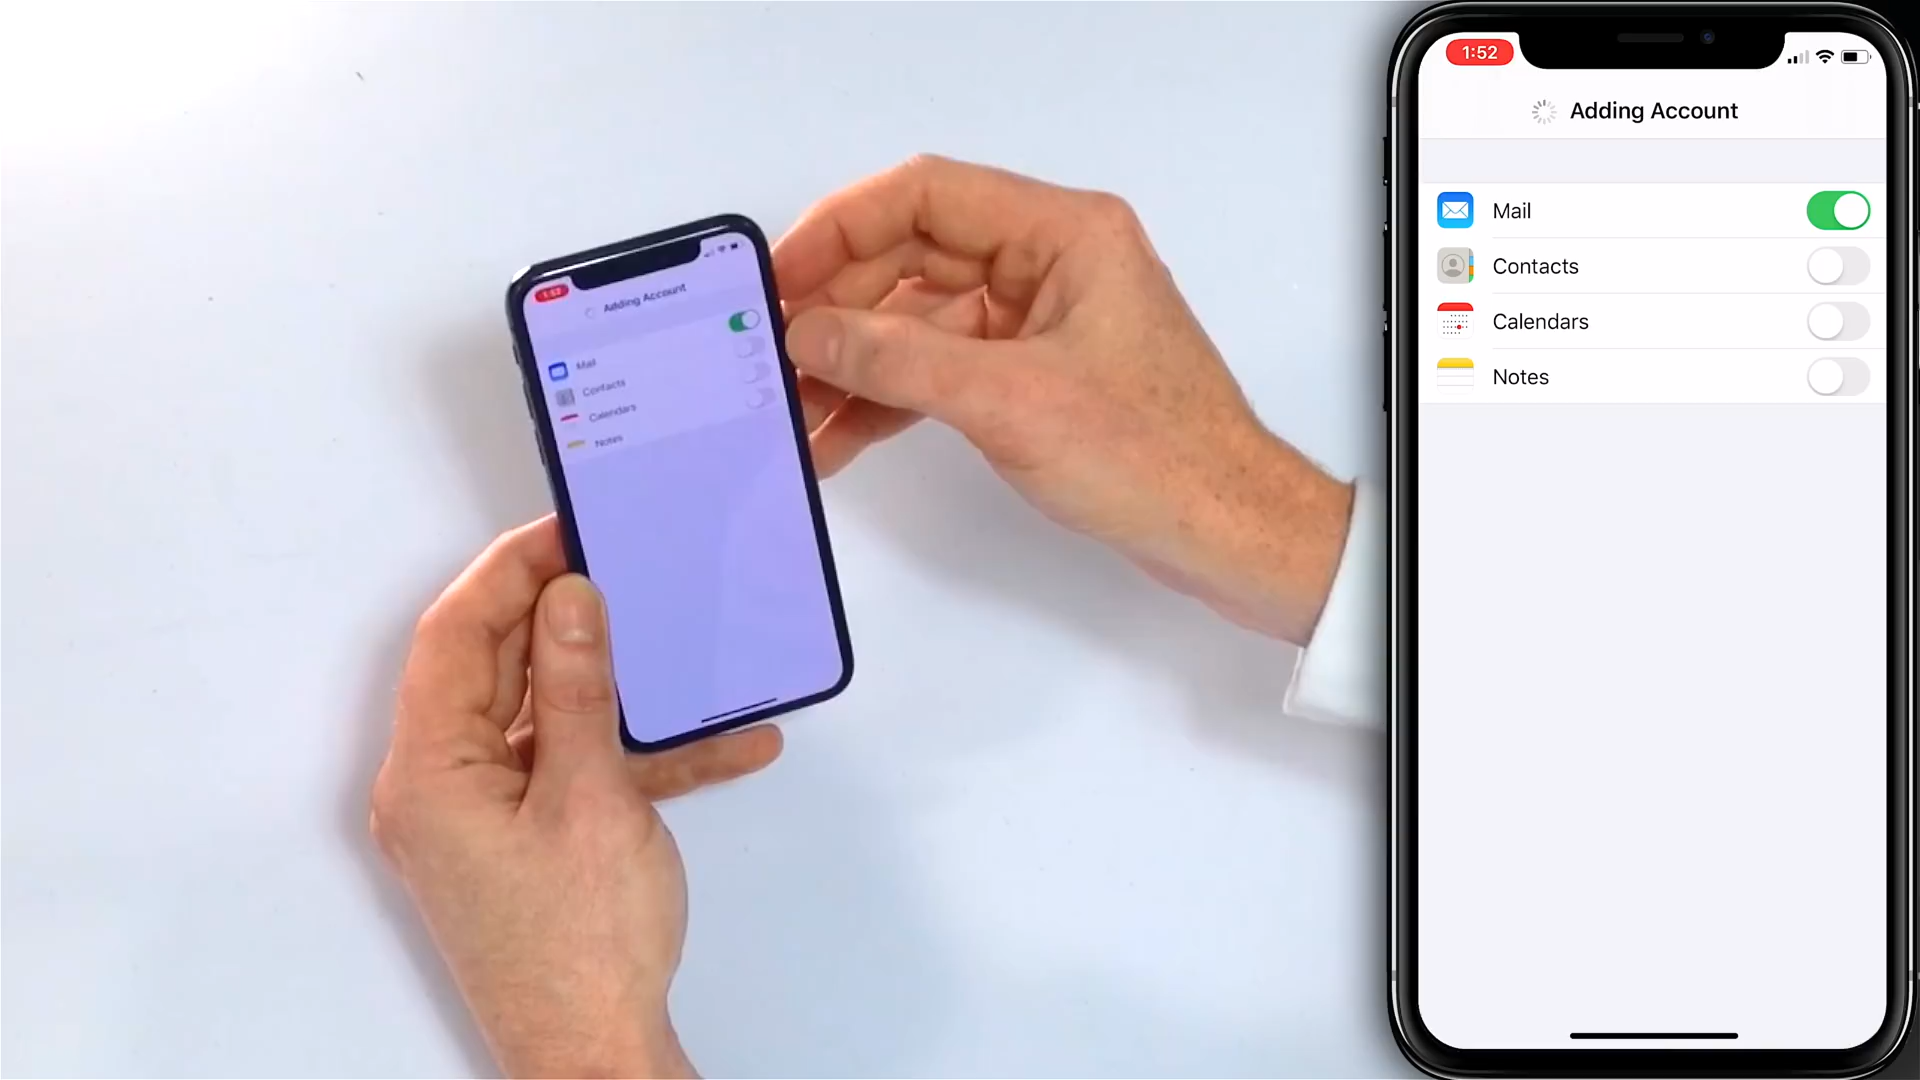 1:52
Adding Account
Mail
Contacts
Calendars
Notes
1:52
Adding Account
Mail
Contacts
Calendars
Notes